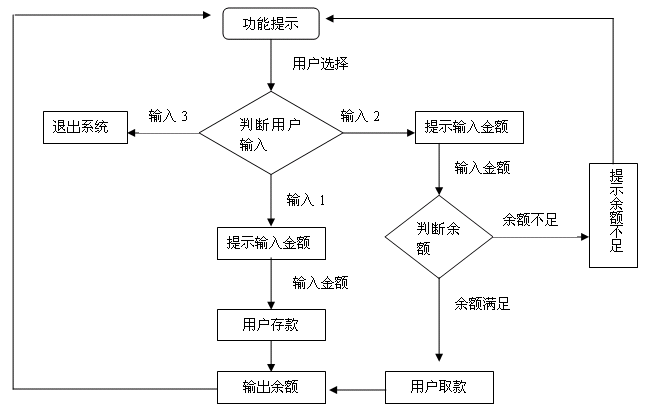 功能提示
用户选择
退出系统
输入 3
判断用户
输入
输入 2
提示输入金额
输入金额
提示余额不足
输入 1
判断余
额
余额不足
提示输入金额
输入金额
余额满足
用户存款
输出余额
用户取款